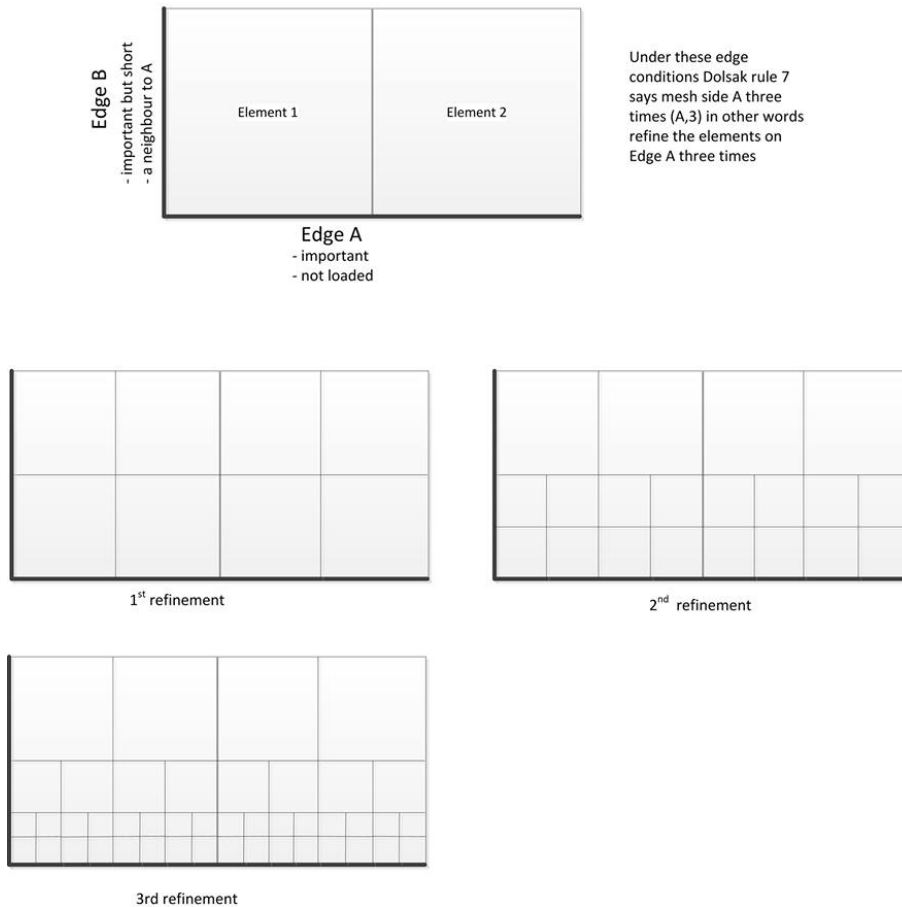 Edge B
- important but short
- a neighbour to A
Element 1
Element 2
Under these edge
conditions Dolsak rule 7
says mesh side A three
times (A,3) in other words
refine the elements on
Edge A three times
Edge A
- important
- not loaded
1st refinement
2nd refinement
3rd refinement